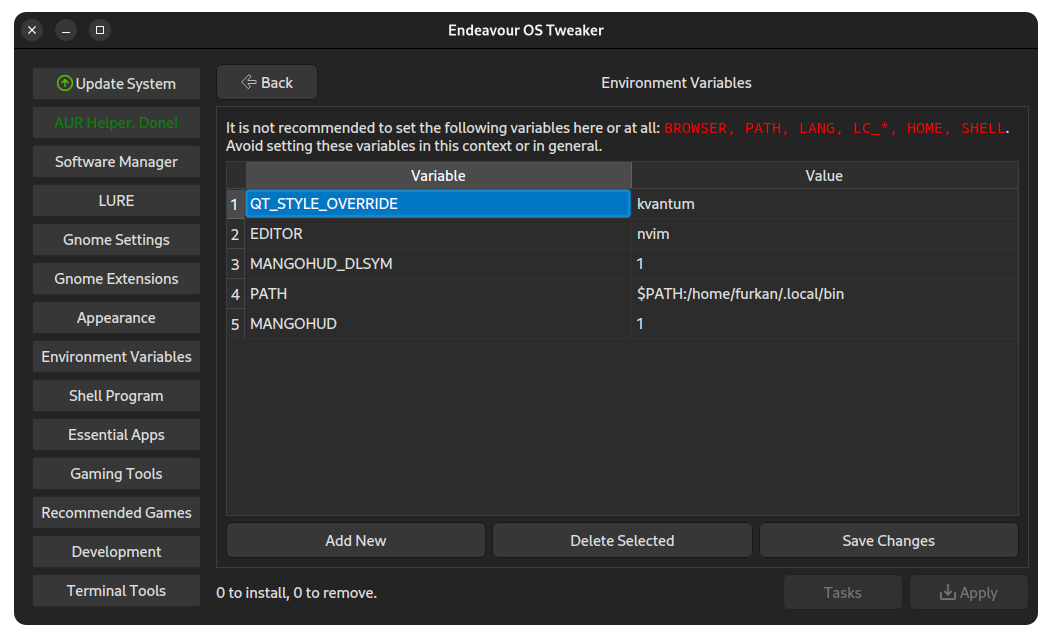 Endeavour OS Tweaker
Update System
AUR Helper. Done!
Software Manager
LURE
Gnome Settings
Gnome Extensions
Appearance
Environment Variables
Shell Program
Essential Apps
Gaming Tools
Recommended Games
Development
Terminal Tools
Back
Environment Variables
It is not recommended to set the following variables here or at all: BROWSER, PATH, LANG, LC_*, HOME, SHELL.
Avoid setting these variables in this context or in general.
Variable Value
1 QT_STYLE_OVERRIDE kvantum
2 EDITOR nvim
3 MANGOHUD_DLSYM 1
4 PATH $PATH:/home/furkan/.local/bin
5 MANGOHUD 1
Add New Delete Selected Save Changes
0 to install, 0 to remove. Tasks Apply